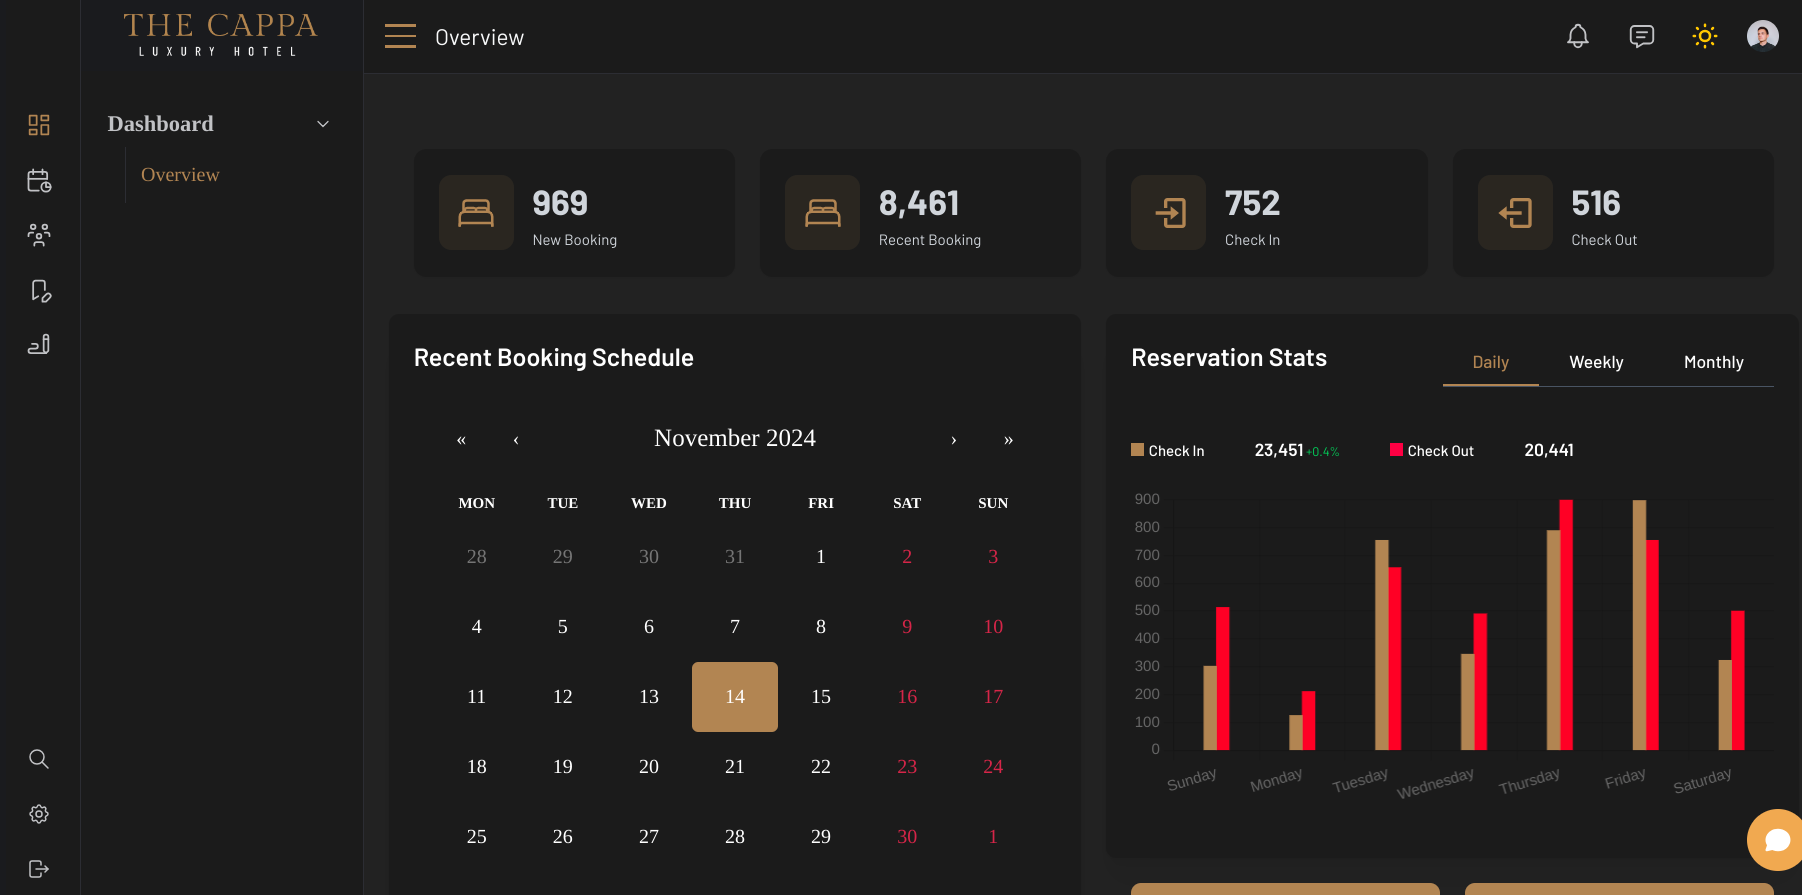 THE CAPPA
LUXURY HOTEL
Overview
Dashboard
Overview
969
New Booking
8,461
Recent Booking
752
Check In
516
Check Out
Recent Booking Schedule
« ‹ November 2024 › »
MON TUE WED THU FRI SAT SUN
28 29 30 31 1 2 3
4 5 6 7 8 9 10
11 12 13 14 15 16 17
18 19 20 21 22 23 24
25 26 27 28 29 30 1
Reservation Stats
Daily Weekly Monthly
Check In 23,451 +0.4% Check Out 20,441
900
800
700
600
500
400
300
200
100
0
Sunday Monday Tuesday Wednesday Thursday Friday Saturday